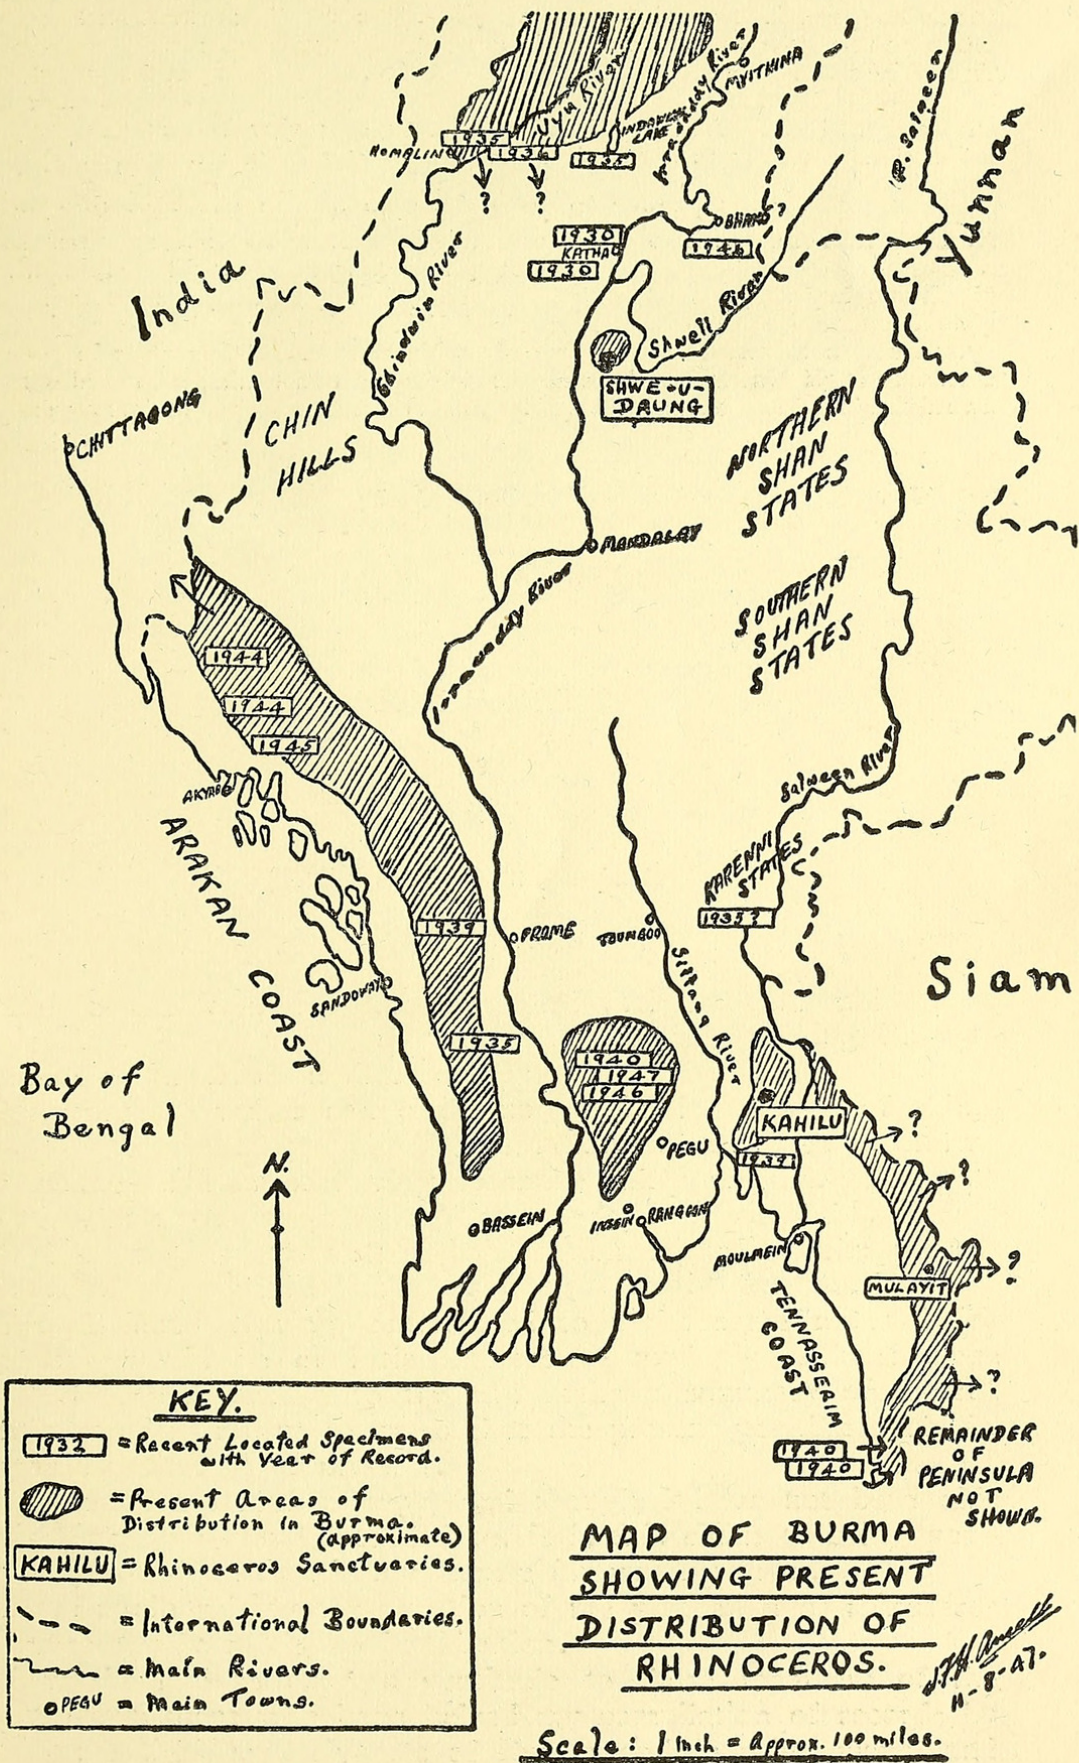 Uyu River
Irrawaddy River
MYITKINA
R. Salween
Yunnan
INDAWGYI
LAKE
1935
HOMALIN
1936
1935
?
?
BHAMO
?
1946
1930
KATHA
1930
India
Chindwin River
Shweli River
SHWE-U-
DAUNG
CHITTAGONG
CHIN
HILLS
NORTHERN
SHAN
STATES
MANDALAY
Irrawaddy River
SOUTHERN
SHAN
STATES
1944
1944
1945
Salween River
AKYAB
ARAKAN
COAST
KARENNI
STATES
1935?
1939
PROME
TOUNGOO
Sittang River
Siam
SANDOWAY
1935
1940
1947
1946
Bay of
Bengal
KAHILU
?
PEGU
1939
?
N.
BASSEIN
INSEIN
RANGOON
MOULMEIN
?
MULAYIT
TENNASSERIM
COAST
?
1940
1940
REMAINDER
OF
PENINSULA
NOT
SHOWN.
KEY.
1932 = Recent Located Specimens
with Year of Record.
= Present Areas of
Distribution in Burma.
(approximate)
KAHILU = Rhinoceros Sanctuaries.
= International Boundaries.
= Main Rivers.
PEGU = Main Towns.
MAP OF BURMA
SHOWING PRESENT
DISTRIBUTION OF
RHINOCEROS.
11-8-47.
Scale: 1 Inch = Approx. 100 miles.